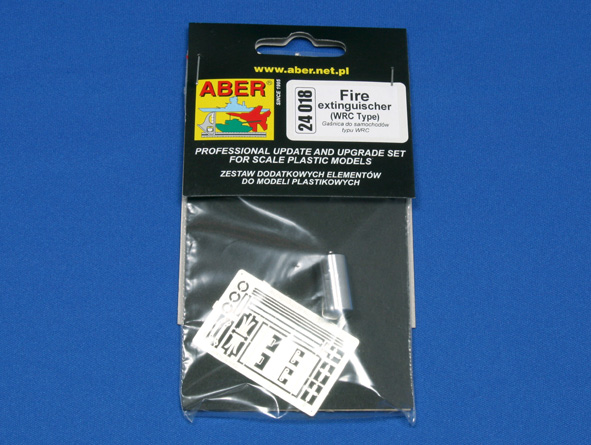 www.aber.net.pl
ABER
SINCE 1995
24 018
Fire
extinguischer
(WRC Type)
Gaśnica do samochodów
typu WRC
PROFESSIONAL UPDATE AND UPGRADE SET
FOR SCALE PLASTIC MODELS
ZESTAW DODATKOWYCH ELEMENTÓW
DO MODELI PLASTIKOWYCH